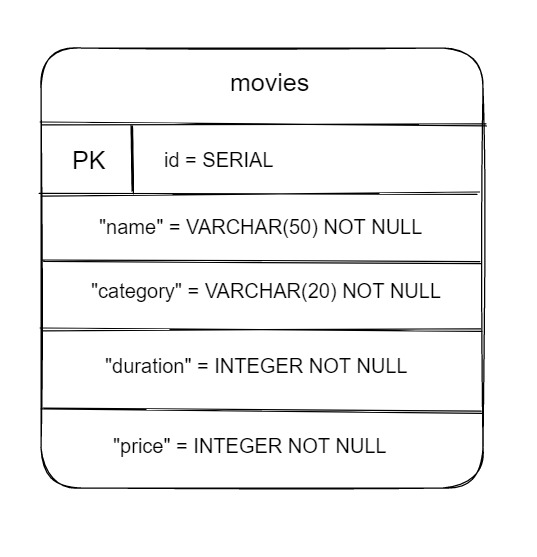 movies
PK
id = SERIAL
"name" = VARCHAR(50) NOT NULL
"category" = VARCHAR(20) NOT NULL
"duration" = INTEGER NOT NULL
"price" = INTEGER NOT NULL